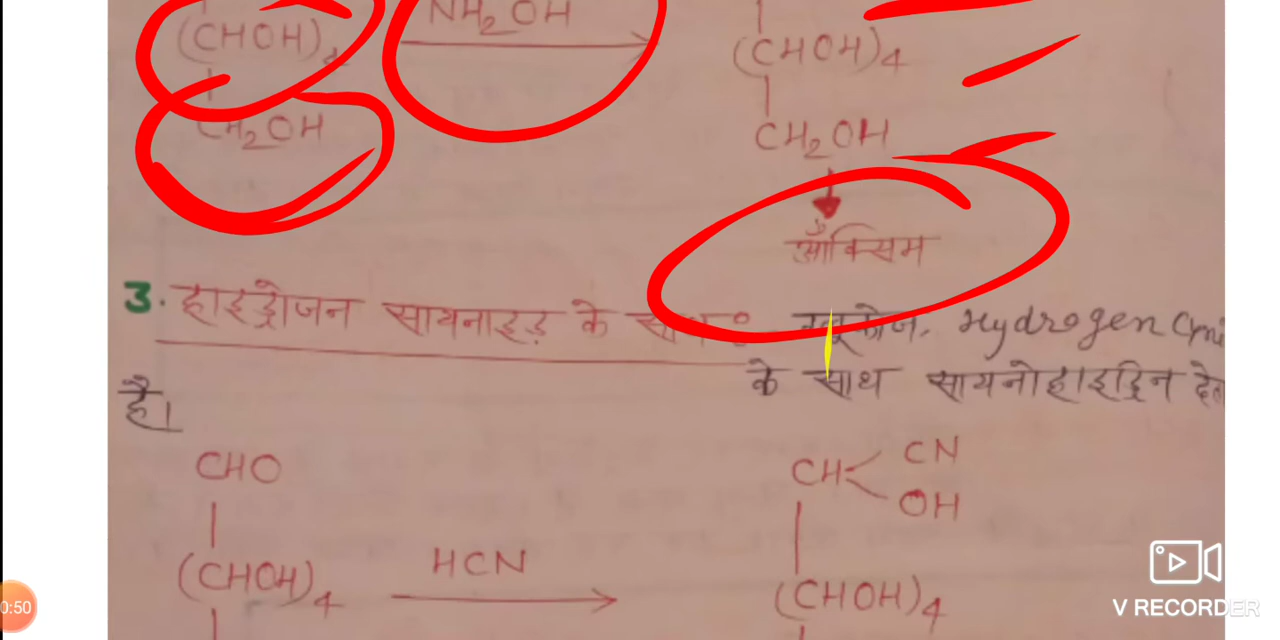 (CHOH)4 NH2OH (CHOH)4
CH2OH CH2OH
ऑक्सिम
3. हाइड्रोजन सायनाइड़ के साथ :- ग्लूकोज, Hydrogen
के साथ सायनोहाइड्रिन
है।
CHO CH CN
OH
(CHOH)4 HCN (CHOH)4
0:50
V RECORDER